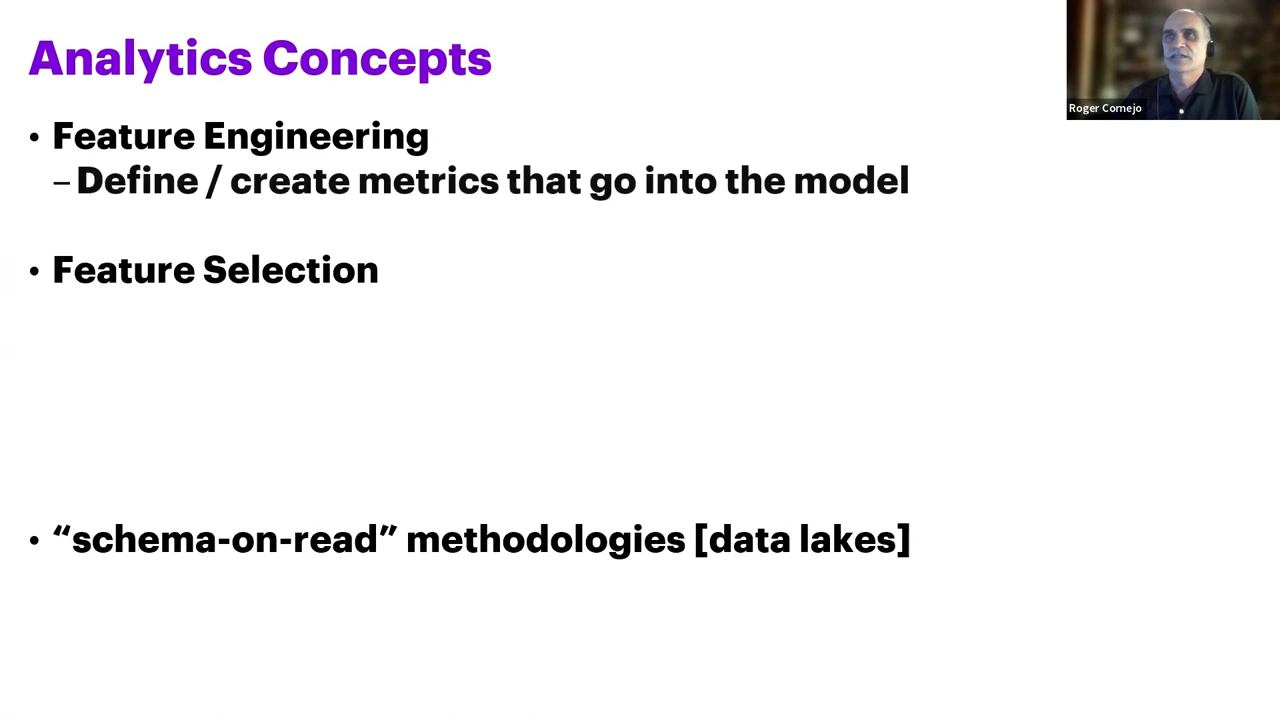 Analytics Concepts
Roger Cornejo
• Feature Engineering
– Define / create metrics that go into the model
• Feature Selection
• “schema-on-read” methodologies [data lakes]